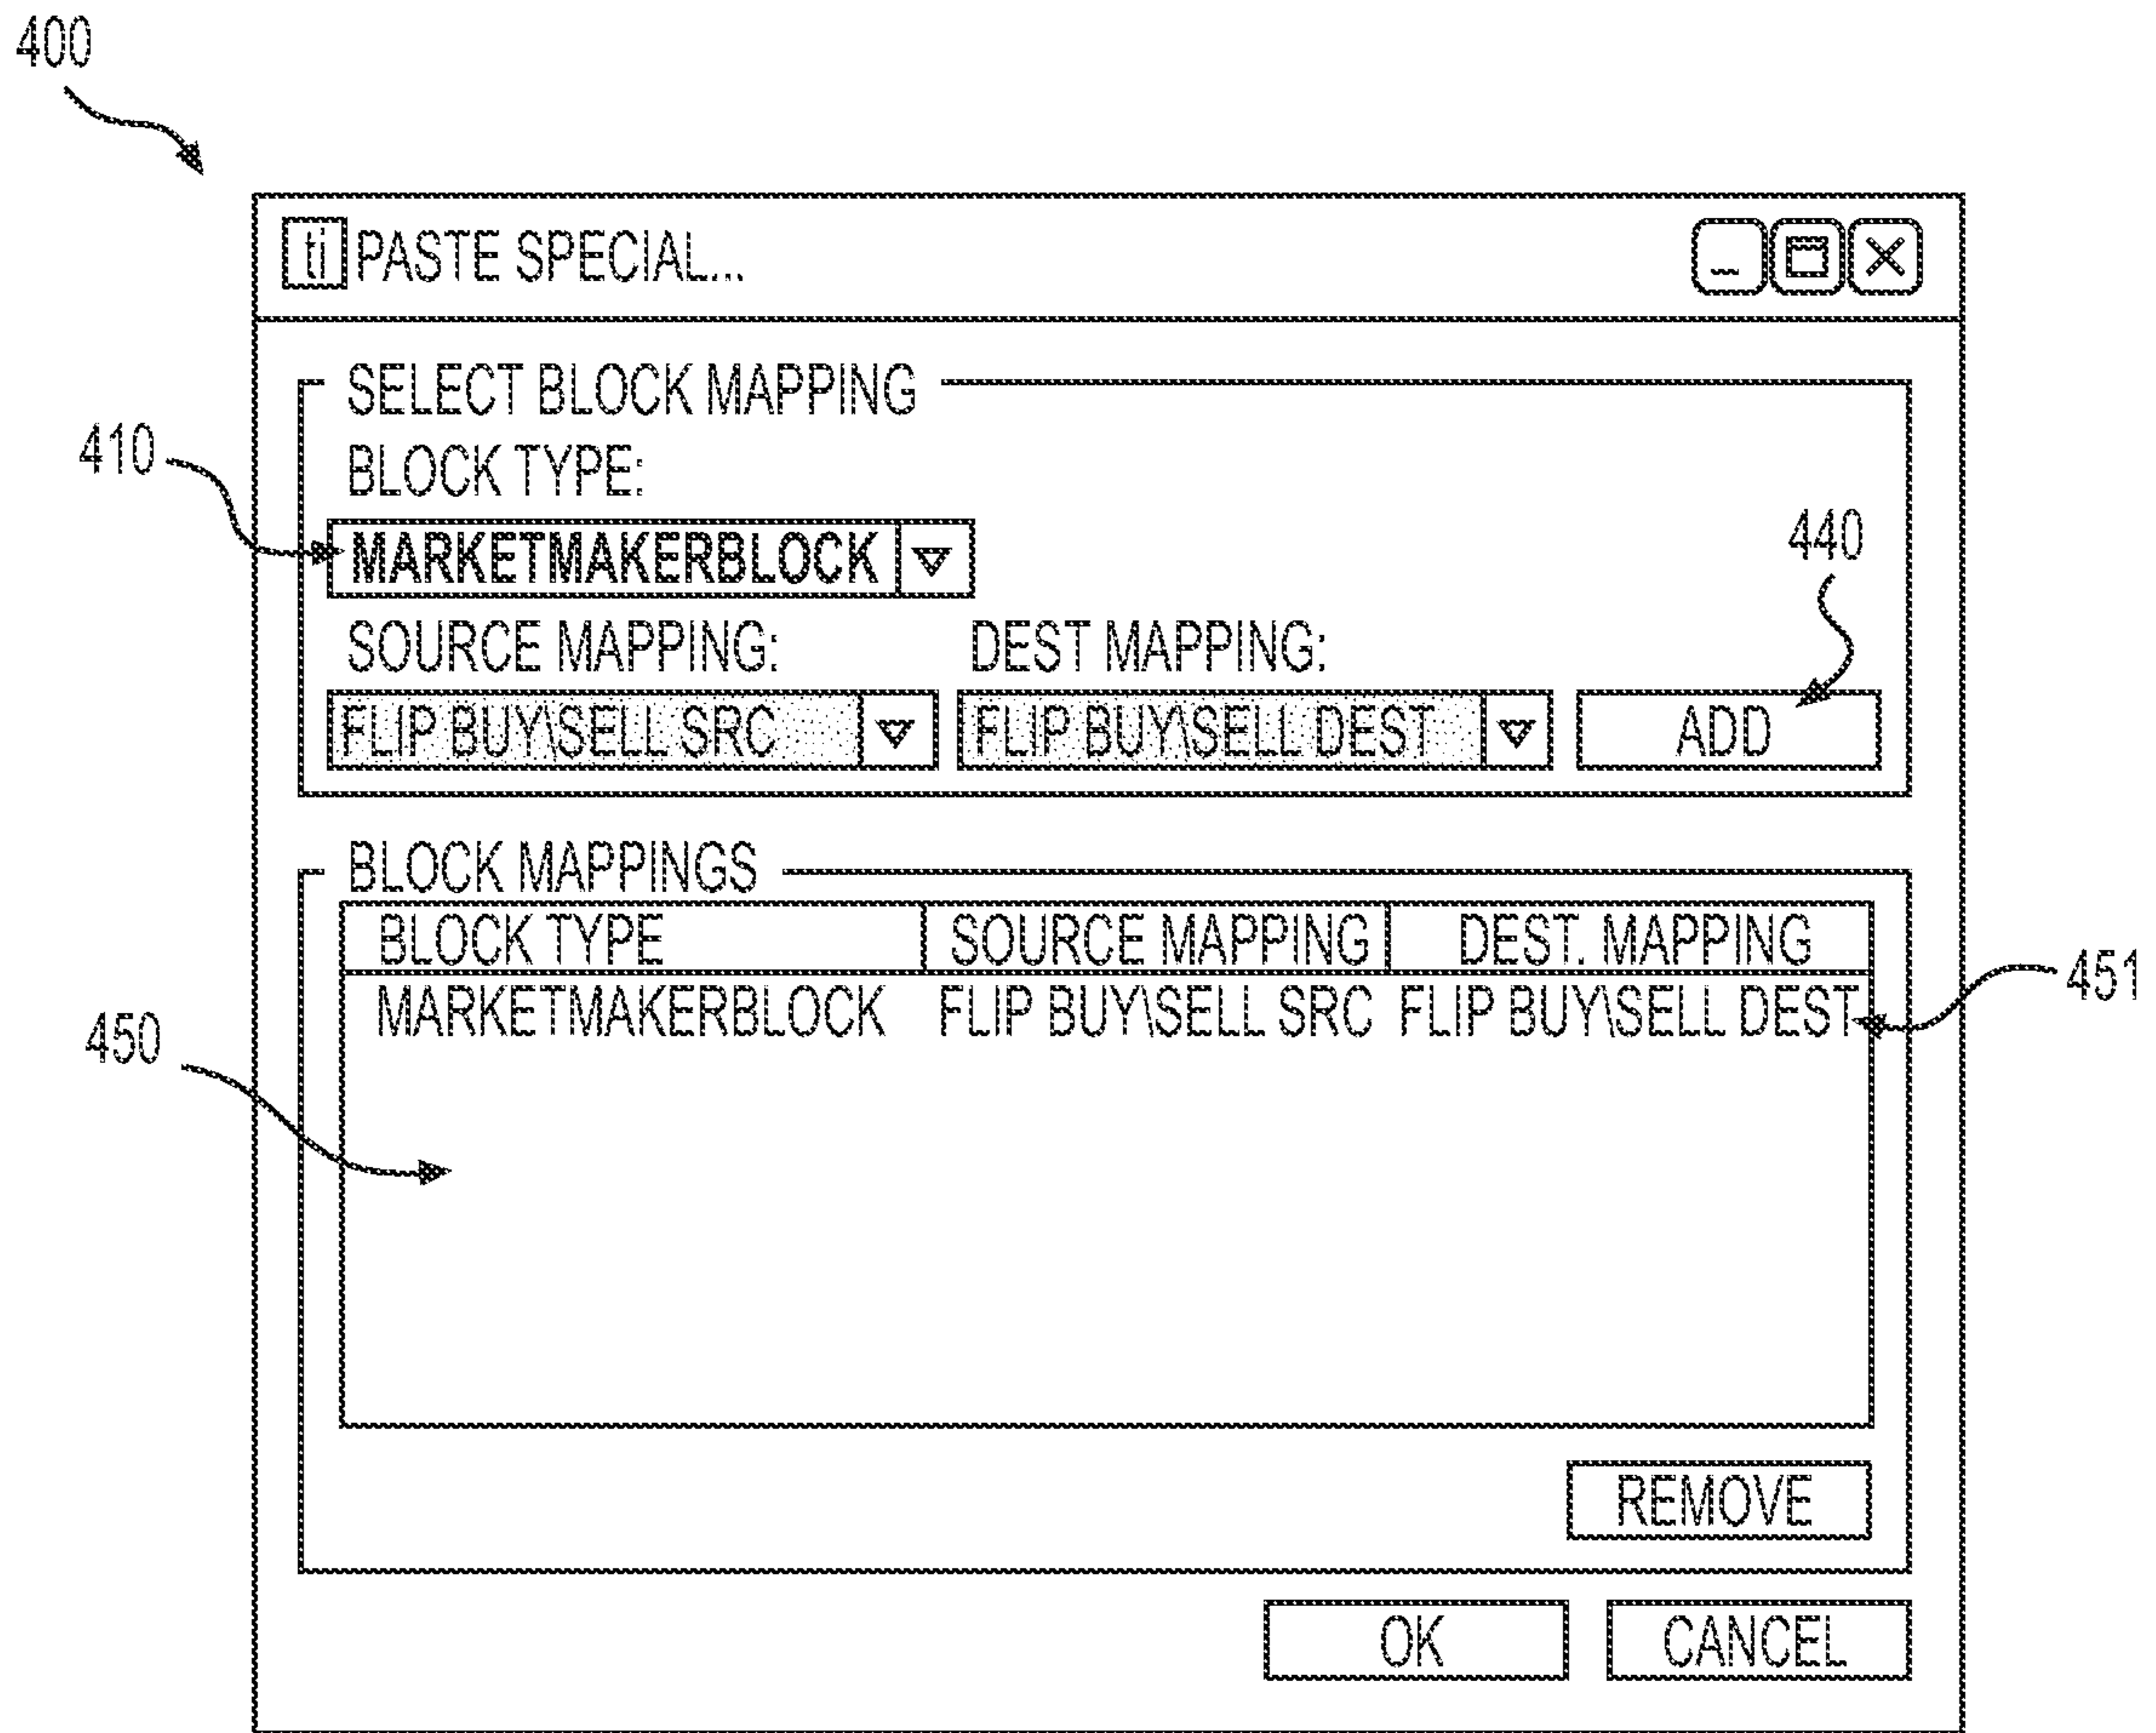 400
ti PASTE SPECIAL...
SELECT BLOCK MAPPING
410
BLOCK TYPE:
MARKETMAKERBLOCK
440
SOURCE MAPPING: DEST MAPPING:
FLIP BUY\SELL SRC FLIP BUY\SELL DEST ADD
BLOCK MAPPINGS
BLOCK TYPE SOURCE MAPPING DEST. MAPPING
451
MARKETMAKERBLOCK FLIP BUY\SELL SRC FLIP BUY\SELL DEST
450
REMOVE
OK CANCEL